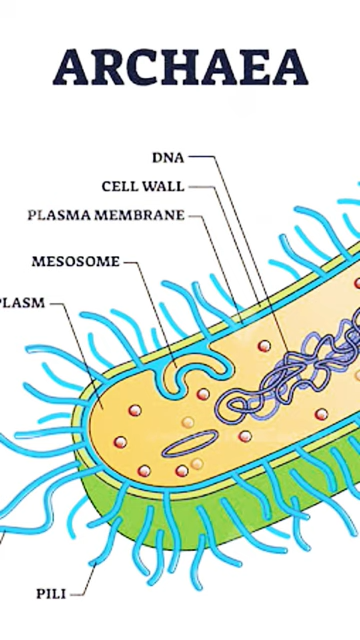 ARCHAEA
DNA
CELL WALL
PLASMA MEMBRANE
MESOSOME
PLASM
PILI